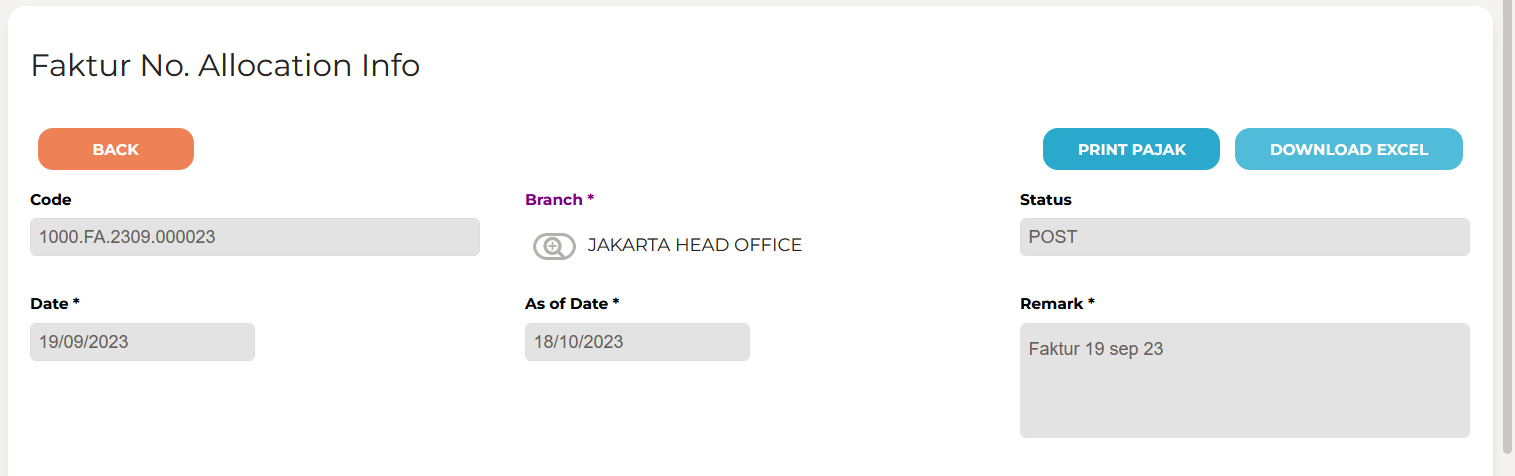 Faktur No. Allocation Info
BACK
PRINT PAJAK
DOWNLOAD EXCEL
Code
Branch *
Status
1000.FA.2309.000023
JAKARTA HEAD OFFICE
POST
Date *
As of Date *
Remark *
19/09/2023
18/10/2023
Faktur 19 sep 23